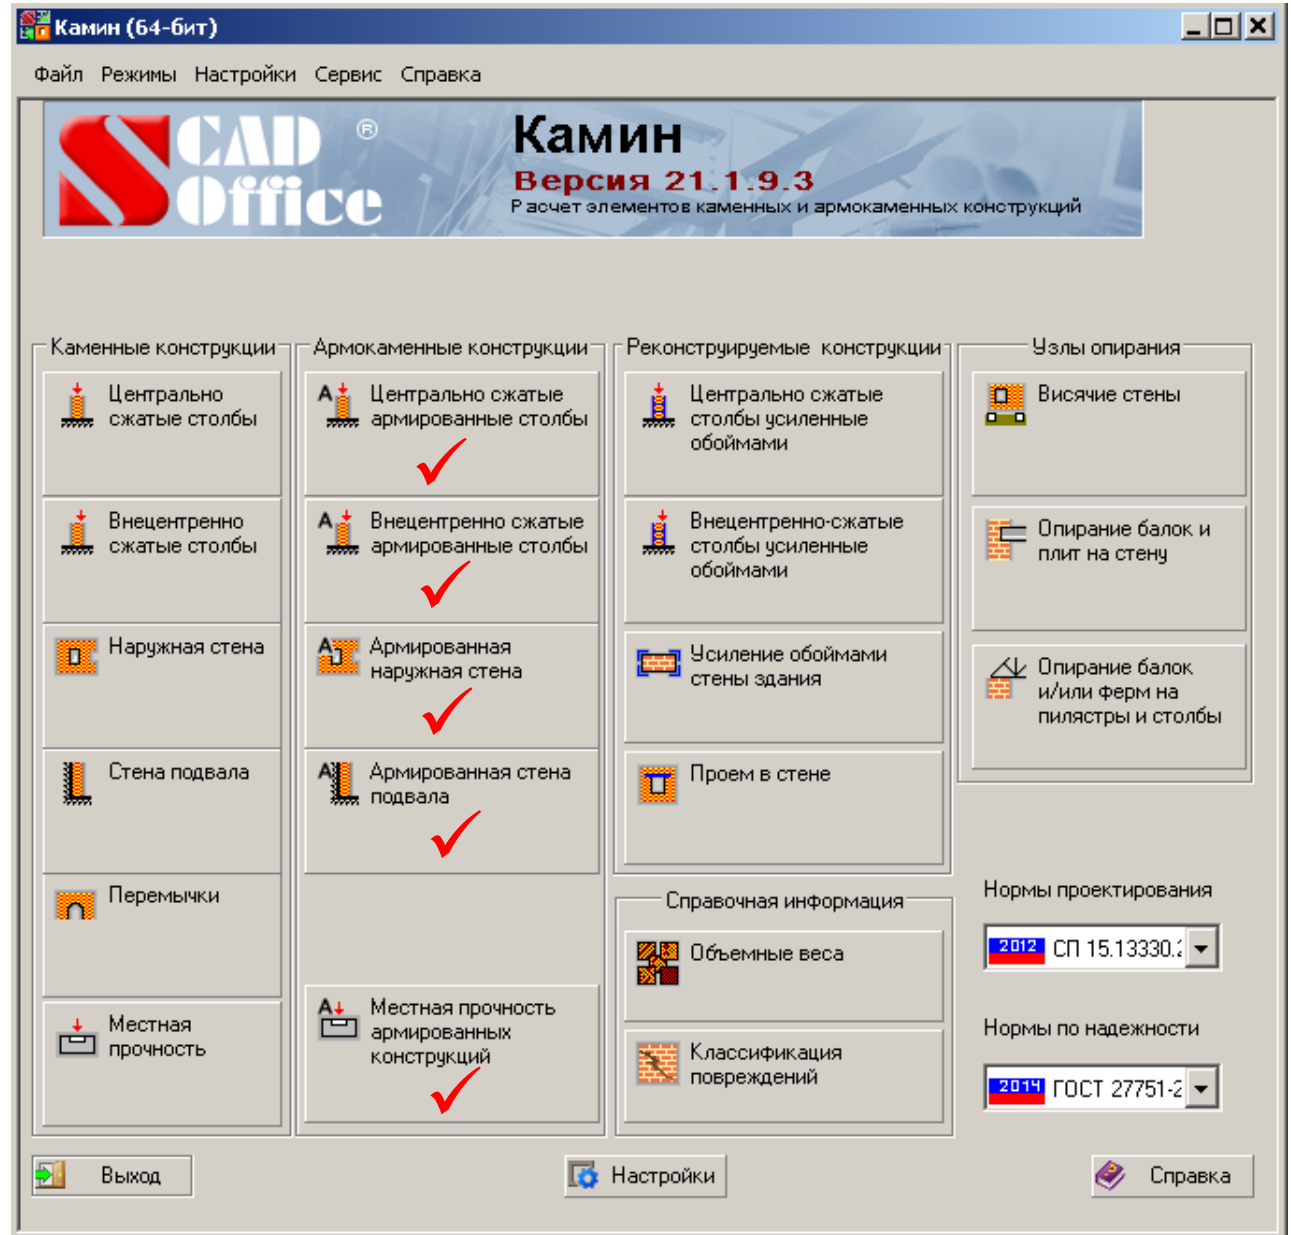 Камин (64-бит)
Файл Режимы Настройки Сервис Справка
SCAD ®
Office
Камин
Версия 21.1.9.3
Расчет элементов каменных и армокаменных конструкций
Каменные конструкции
Центрально
сжатые столбы
Внецентренно
сжатые столбы
Наружная стена
Стена подвала
Перемычки
Местная
прочность
Армокаменные конструкции
Центрально сжатые
армированные столбы
Внецентренно сжатые
армированные столбы
Армированная
наружная стена
Армированная стена
подвала
Местная прочность
армированных
конструкций
Реконструируемые конструкции
Центрально сжатые
столбы усиленные
обоймами
Внецентренно-сжатые
столбы усиленные
обоймами
Усиление обоймами
стены здания
Проем в стене
Справочная информация
Объемные веса
Классификация
повреждений
Узлы опирания
Висячие стены
Опирание балок и
плит на стену
Опирание балок
и/или ферм на
пилястры и столбы
Нормы проектирования
2012 СП 15.13330.2
Нормы по надежности
2014 ГОСТ 27751-2
Выход
Настройки
Справка